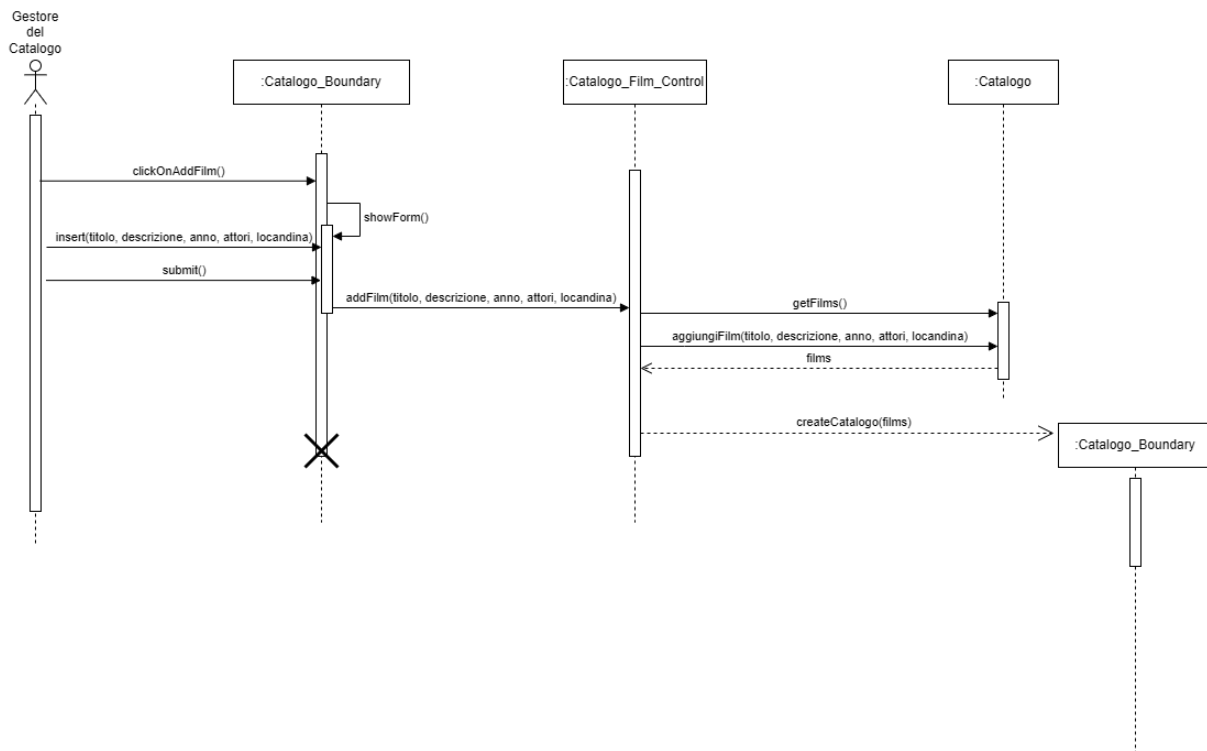 Gestore
del
Catalogo
:Catalogo_Boundary
:Catalogo_Film_Control
:Catalogo
clickOnAddFilm()
showForm()
insert(titolo, descrizione, anno, attori, locandina)
submit()
addFilm(titolo, descrizione, anno, attori, locandina)
getFilms()
aggiungiFilm(titolo, descrizione, anno, attori, locandina)
films
createCatalogo(films)
:Catalogo_Boundary